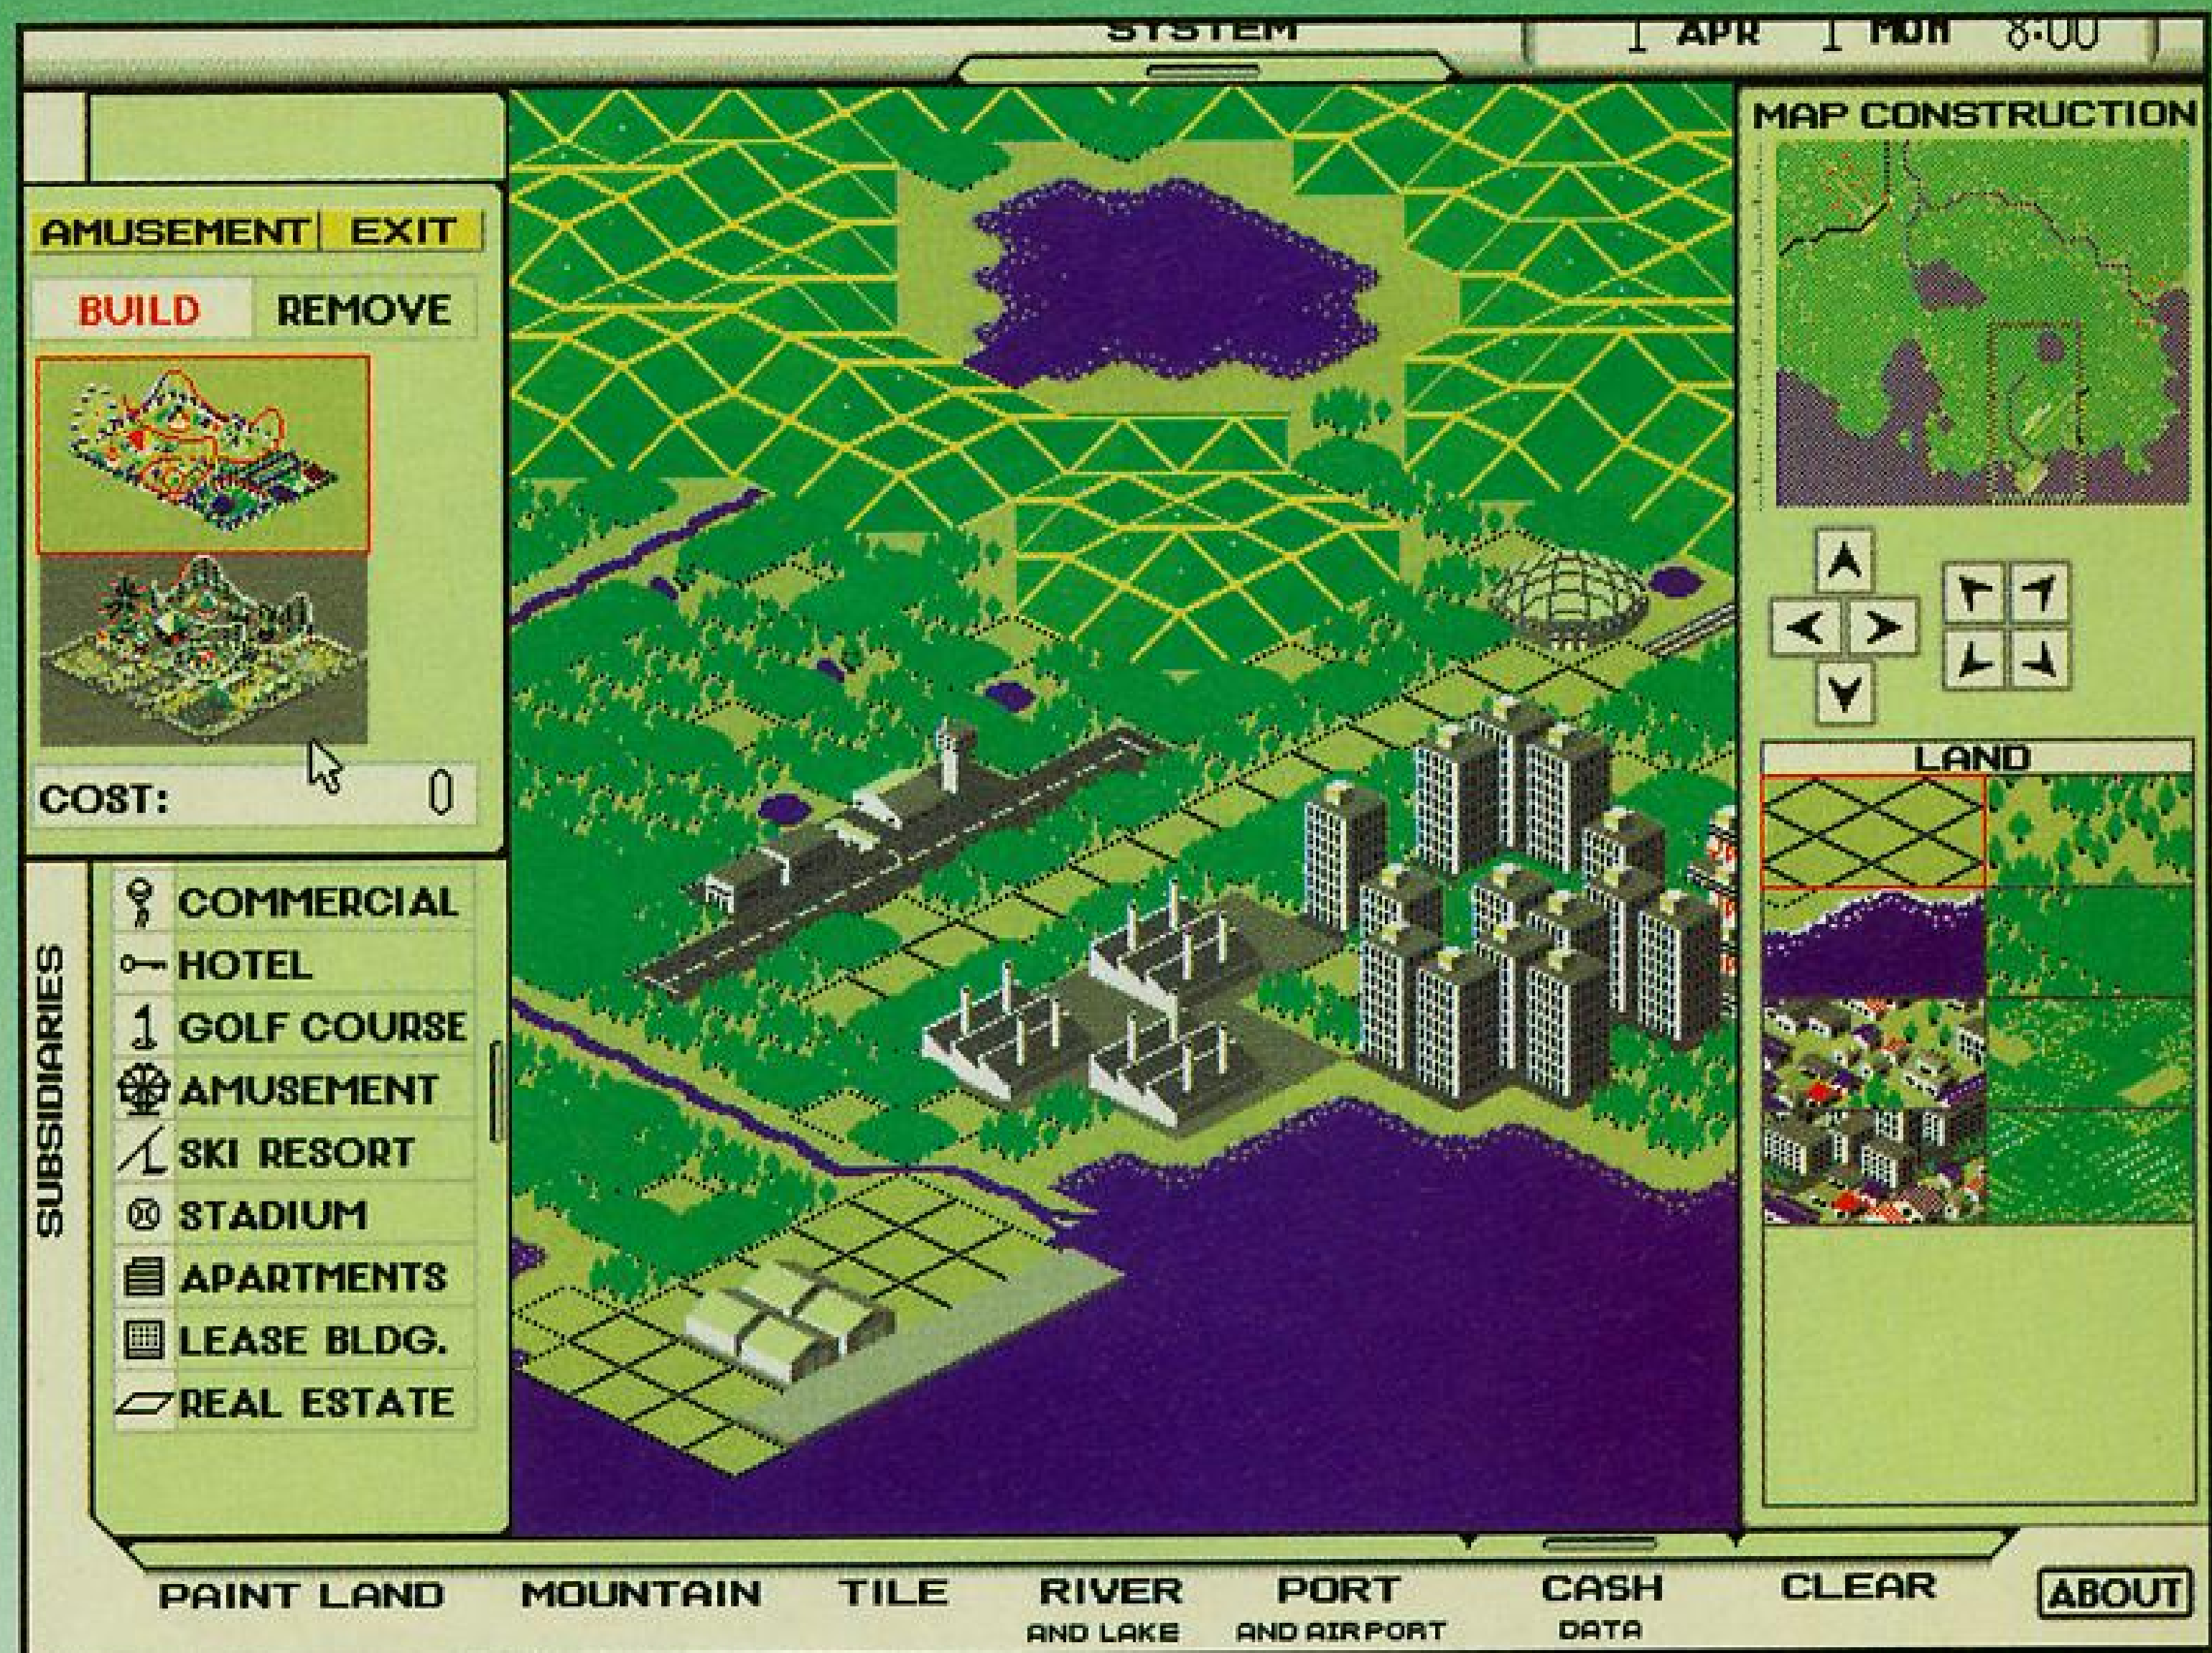 SYSTEM
1 APR 1 MON 8:00
MAP CONSTRUCTION
AMUSEMENT EXIT
BUILD REMOVE
COST: 0
LAND
SUBSIDIARIES
COMMERCIAL
HOTEL
GOLF COURSE
AMUSEMENT
SKI RESORT
STADIUM
APARTMENTS
LEASE BLDG.
REAL ESTATE
PAINT LAND MOUNTAIN TILE RIVER PORT CASH CLEAR ABOUT
AND LAKE AND AIRPORT DATA